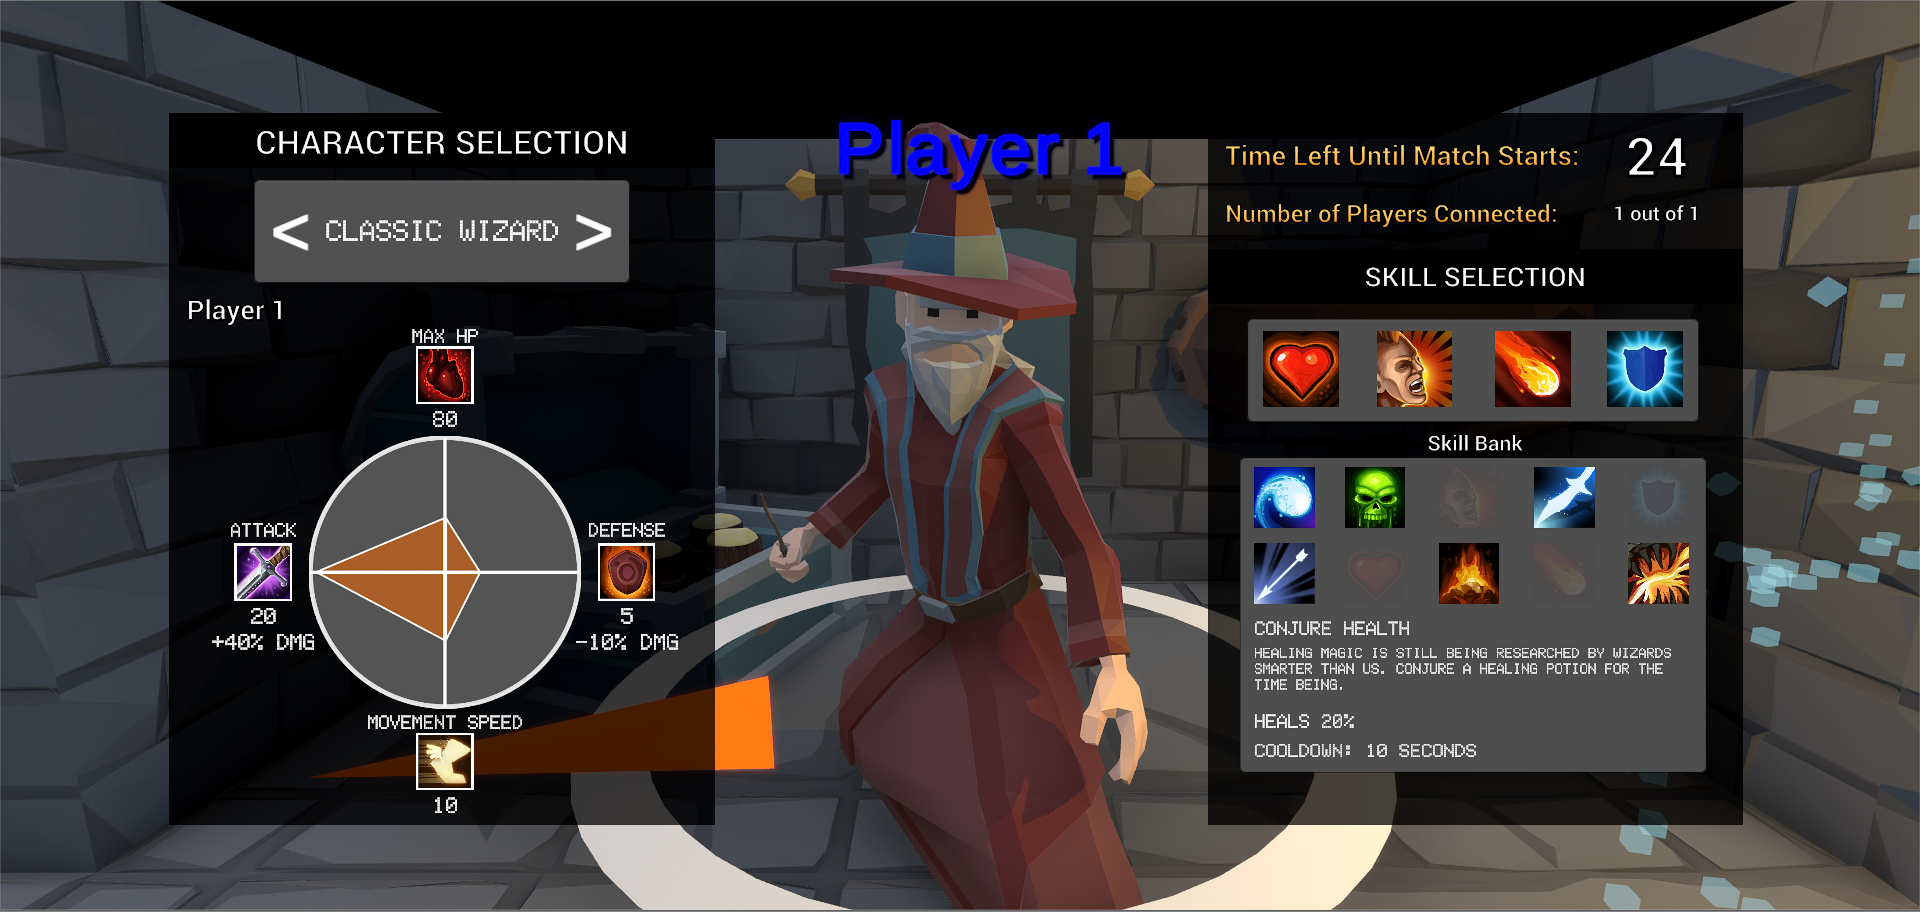 Player 1
CHARACTER SELECTION
< CLASSIC WIZARD >
Player 1
MAX HP
80
ATTACK
20
+40% DMG
DEFENSE
5
-10% DMG
MOVEMENT SPEED
10
Time Left Until Match Starts: 24
Number of Players Connected: 1 out of 1
SKILL SELECTION
Skill Bank
CONJURE HEALTH
HEALING MAGIC IS STILL BEING RESEARCHED BY WIZARDS
SMARTER THAN US. CONJURE A HEALING POTION FOR THE
TIME BEING.
HEALS 20%
COOLDOWN: 10 SECONDS